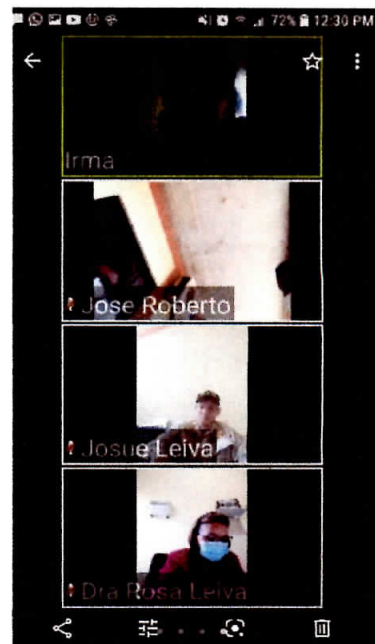 72% 12:30 PM
Irma
Jose Roberto
Josue Leiva
Dra Rosa Leiva